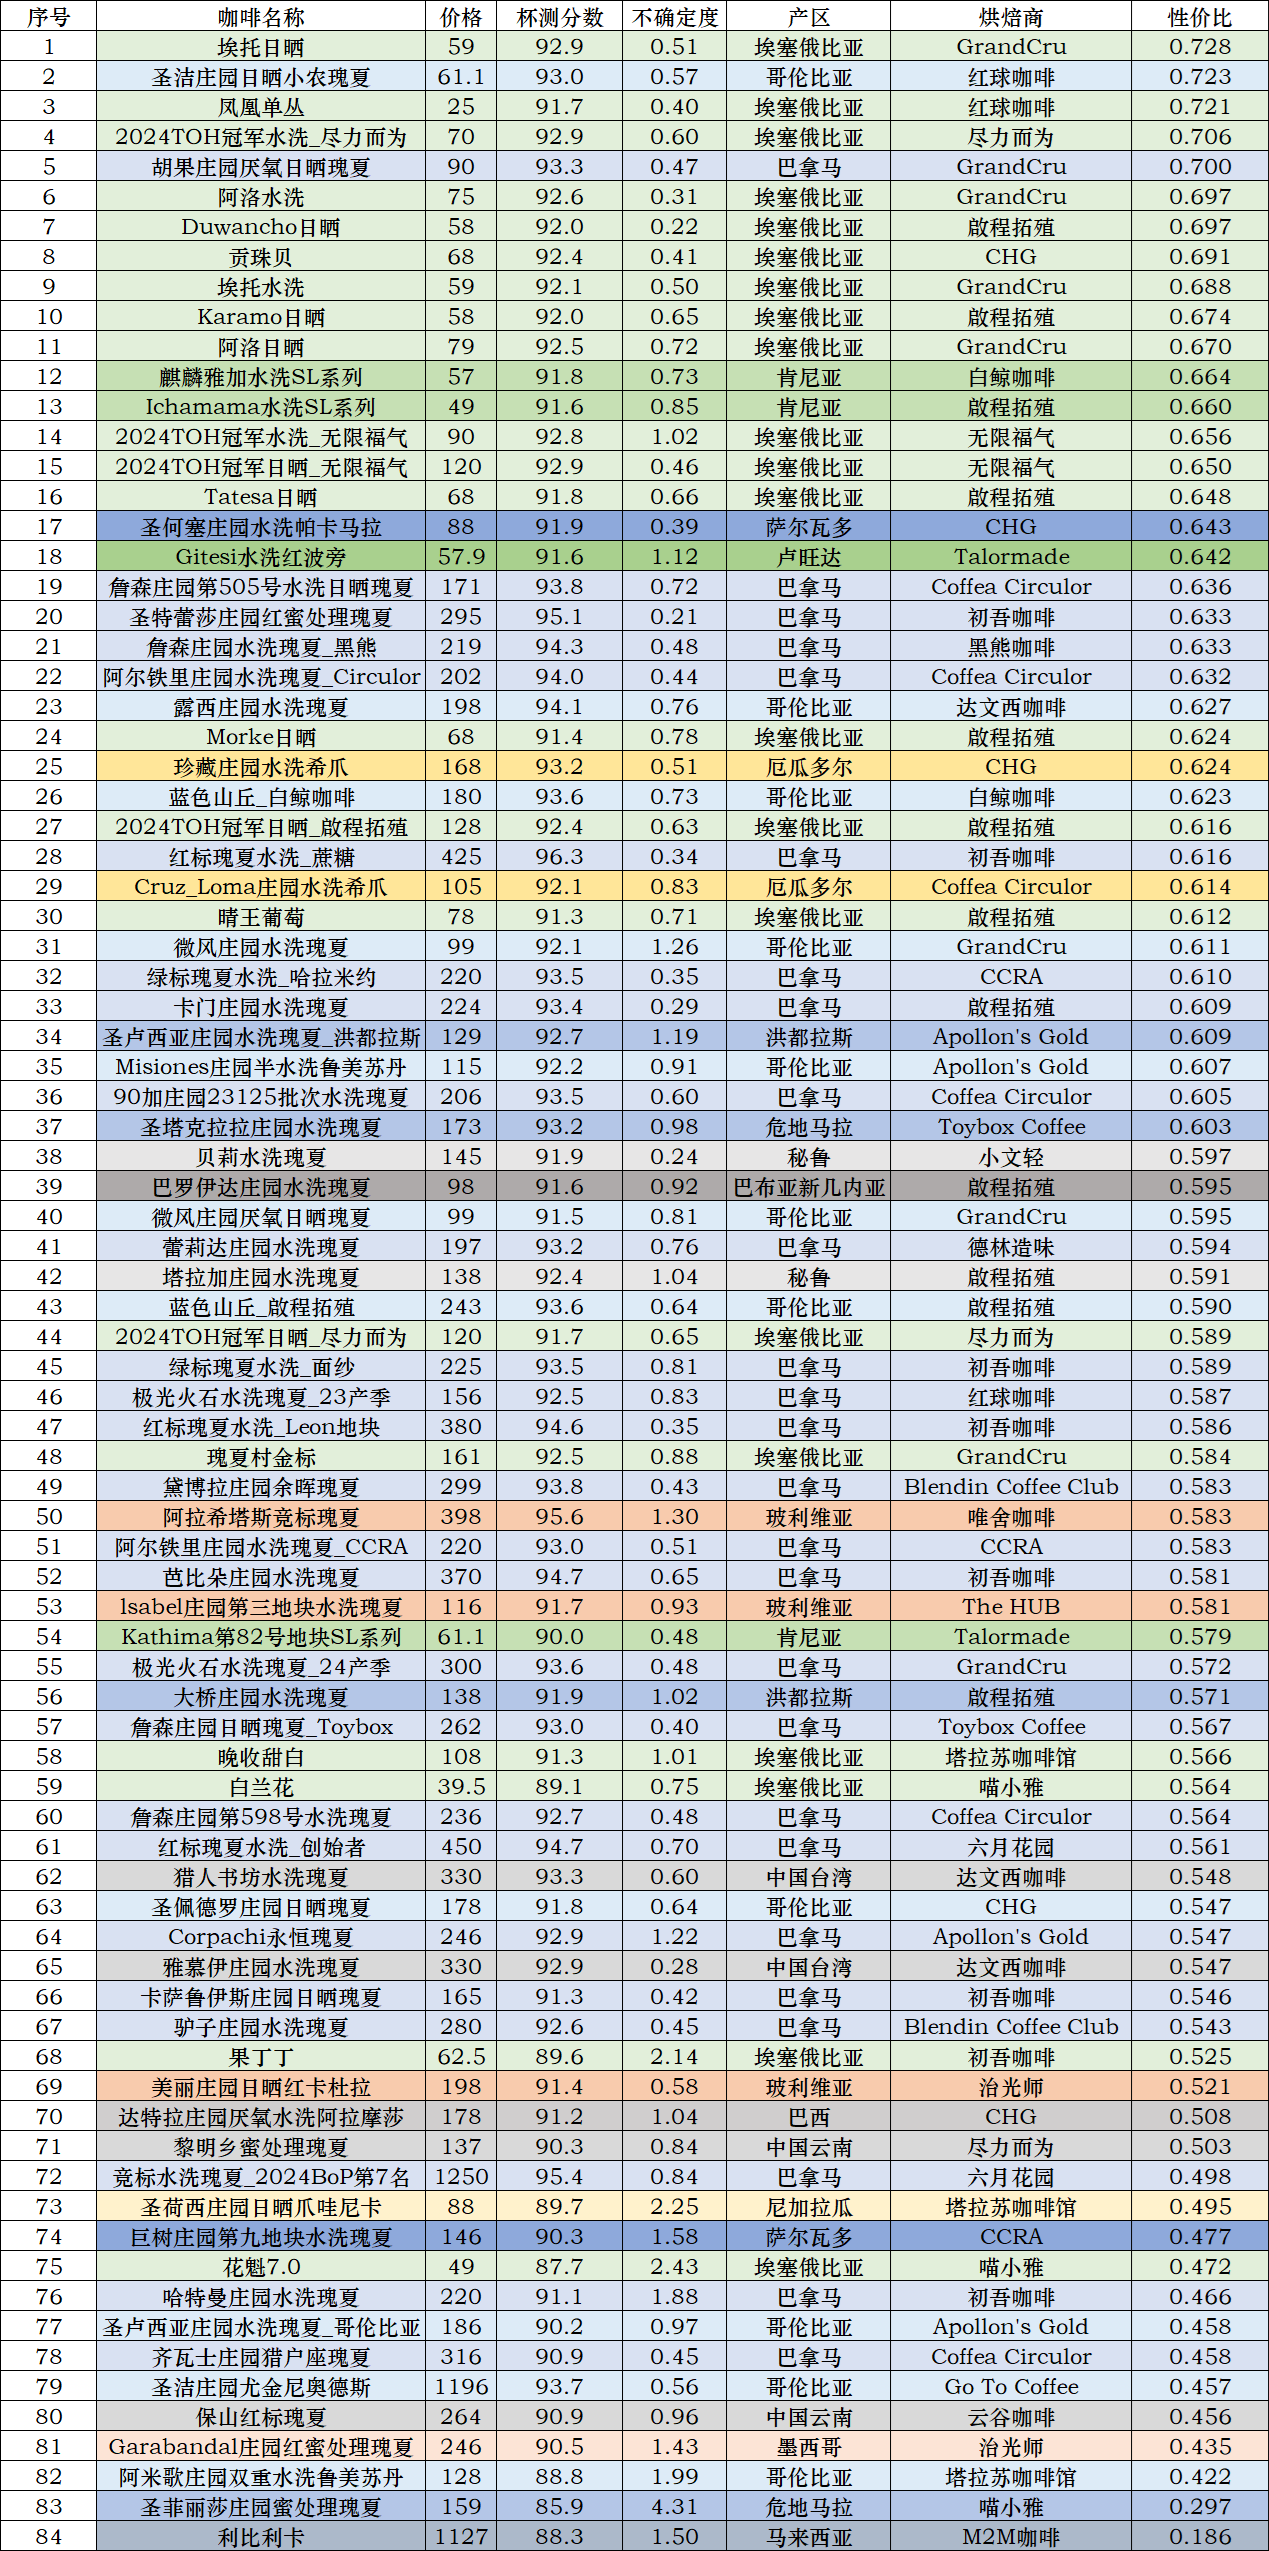 序号 咖啡名称 价格 杯测分数 不确定度 产区 烘焙商 性价比
1 埃托日晒 59 92.9 0.51 埃塞俄比亚 GrandCru 0.728
2 圣洁庄园日晒小农瑰夏 61.1 93.0 0.57 哥伦比亚 红球咖啡 0.723
3 凤凰单丛 25 91.7 0.40 埃塞俄比亚 红球咖啡 0.721
4 2024TOH冠军水洗_尽力而为 70 92.9 0.60 埃塞俄比亚 尽力而为 0.706
5 胡果庄园厌氧日晒瑰夏 90 93.3 0.47 巴拿马 GrandCru 0.700
6 阿洛水洗 75 92.6 0.31 埃塞俄比亚 GrandCru 0.697
7 Duwancho日晒 58 92.0 0.22 埃塞俄比亚 啟程拓殖 0.697
8 贡珠贝 68 92.4 0.41 埃塞俄比亚 CHG 0.691
9 埃托水洗 59 92.1 0.50 埃塞俄比亚 GrandCru 0.688
10 Karamo日晒 58 92.0 0.65 埃塞俄比亚 啟程拓殖 0.674
11 阿洛日晒 79 92.5 0.72 埃塞俄比亚 GrandCru 0.670
12 麒麟雅加水洗SL系列 57 91.8 0.73 肯尼亚 白鲸咖啡 0.664
13 Ichamama水洗SL系列 49 91.6 0.85 肯尼亚 啟程拓殖 0.660
14 2024TOH冠军水洗_无限福气 90 92.8 1.02 埃塞俄比亚 无限福气 0.656
15 2024TOH冠军日晒_无限福气 120 92.9 0.46 埃塞俄比亚 无限福气 0.650
16 Tatesa日晒 68 91.8 0.66 埃塞俄比亚 啟程拓殖 0.648
17 圣何塞庄园水洗帕卡马拉 88 91.9 0.39 萨尔瓦多 CHG 0.643
18 Gitesi水洗红波旁 57.9 91.6 1.12 卢旺达 Talormade 0.642
19 詹森庄园第505号水洗日晒瑰夏 171 93.8 0.72 巴拿马 Coffea Circulor 0.636
20 圣特蕾莎庄园红蜜处理瑰夏 295 95.1 0.21 巴拿马 初吾咖啡 0.633
21 詹森庄园水洗瑰夏_黑熊 219 94.3 0.48 巴拿马 黑熊咖啡 0.633
22 阿尔铁里庄园水洗瑰夏_Circulor 202 94.0 0.44 巴拿马 Coffea Circulor 0.632
23 露西庄园水洗瑰夏 198 94.1 0.76 哥伦比亚 达文西咖啡 0.627
24 Morke日晒 68 91.4 0.78 埃塞俄比亚 啟程拓殖 0.624
25 珍藏庄园水洗希爪 168 93.2 0.51 厄瓜多尔 CHG 0.624
26 蓝色山丘_白鲸咖啡 180 93.6 0.73 哥伦比亚 白鲸咖啡 0.623
27 2024TOH冠军日晒_啟程拓殖 128 92.4 0.63 埃塞俄比亚 啟程拓殖 0.616
28 红标瑰夏水洗_蔗糖 425 96.3 0.34 巴拿马 初吾咖啡 0.616
29 Cruz_Loma庄园水洗希爪 105 92.1 0.83 厄瓜多尔 Coffea Circulor 0.614
30 晴王葡萄 78 91.3 0.71 埃塞俄比亚 啟程拓殖 0.612
31 微风庄园水洗瑰夏 99 92.1 1.26 哥伦比亚 GrandCru 0.611
32 绿标瑰夏水洗_哈拉米约 220 93.5 0.35 巴拿马 CCRA 0.610
33 卡门庄园水洗瑰夏 224 93.4 0.29 巴拿马 啟程拓殖 0.609
34 圣卢西亚庄园水洗瑰夏_洪都拉斯 129 92.7 1.19 洪都拉斯 Apollon's Gold 0.609
35 Misiones庄园半水洗鲁美苏丹 115 92.2 0.91 哥伦比亚 Apollon's Gold 0.607
36 90加庄园23125批次水洗瑰夏 206 93.5 0.60 巴拿马 Coffea Circulor 0.605
37 圣塔克拉拉庄园水洗瑰夏 173 93.2 0.98 危地马拉 Toybox Coffee 0.603
38 贝莉水洗瑰夏 145 91.9 0.24 秘鲁 小文轻 0.597
39 巴罗伊达庄园水洗瑰夏 98 91.6 0.92 巴布亚新几内亚 啟程拓殖 0.595
40 微风庄园厌氧日晒瑰夏 99 91.5 0.81 哥伦比亚 GrandCru 0.595
41 蕾莉达庄园水洗瑰夏 197 93.2 0.76 巴拿马 德林造味 0.594
42 塔拉加庄园水洗瑰夏 138 92.4 1.04 秘鲁 啟程拓殖 0.591
43 蓝色山丘_啟程拓殖 243 93.6 0.64 哥伦比亚 啟程拓殖 0.590
44 2024TOH冠军日晒_尽力而为 120 91.7 0.65 埃塞俄比亚 尽力而为 0.589
45 绿标瑰夏水洗_面纱 225 93.5 0.81 巴拿马 初吾咖啡 0.589
46 极光火石水洗瑰夏_23产季 156 92.5 0.83 巴拿马 红球咖啡 0.587
47 红标瑰夏水洗_Leon地块 380 94.6 0.35 巴拿马 初吾咖啡 0.586
48 瑰夏村金标 161 92.5 0.88 埃塞俄比亚 GrandCru 0.584
49 黛博拉庄园余晖瑰夏 299 93.8 0.43 巴拿马 Blendin Coffee Club 0.583
50 阿拉希塔斯竞标瑰夏 398 95.6 1.30 玻利维亚 唯舍咖啡 0.583
51 阿尔铁里庄园水洗瑰夏_CCRA 220 93.0 0.51 巴拿马 CCRA 0.583
52 芭比朵庄园水洗瑰夏 370 94.7 0.65 巴拿马 初吾咖啡 0.581
53 lsabel庄园第三地块水洗瑰夏 116 91.7 0.93 玻利维亚 The HUB 0.581
54 Kathima第82号地块SL系列 61.1 90.0 0.48 肯尼亚 Talormade 0.579
55 极光火石水洗瑰夏_24产季 300 93.6 0.48 巴拿马 GrandCru 0.572
56 大桥庄园水洗瑰夏 138 91.9 1.02 洪都拉斯 啟程拓殖 0.571
57 詹森庄园日晒瑰夏_Toybox 262 93.0 0.40 巴拿马 Toybox Coffee 0.567
58 晚收甜白 108 91.3 1.01 埃塞俄比亚 塔拉苏咖啡馆 0.566
59 白兰花 39.5 89.1 0.75 埃塞俄比亚 喵小雅 0.564
60 詹森庄园第598号水洗瑰夏 236 92.7 0.48 巴拿马 Coffea Circulor 0.564
61 红标瑰夏水洗_创始者 450 94.7 0.70 巴拿马 六月花园 0.561
62 猎人书坊水洗瑰夏 330 93.3 0.60 中国台湾 达文西咖啡 0.548
63 圣佩德罗庄园日晒瑰夏 178 91.8 0.64 哥伦比亚 CHG 0.547
64 Corpachi永恒瑰夏 246 92.9 1.22 巴拿马 Apollon's Gold 0.547
65 雅慕伊庄园水洗瑰夏 330 92.9 0.28 中国台湾 达文西咖啡 0.547
66 卡萨鲁伊斯庄园日晒瑰夏 165 91.3 0.42 巴拿马 初吾咖啡 0.546
67 驴子庄园水洗瑰夏 280 92.6 0.45 巴拿马 Blendin Coffee Club 0.543
68 果丁丁 62.5 89.6 2.14 埃塞俄比亚 初吾咖啡 0.525
69 美丽庄园日晒红卡杜拉 198 91.4 0.58 玻利维亚 治光师 0.521
70 达特拉庄园厌氧水洗阿拉摩莎 178 91.2 1.04 巴西 CHG 0.508
71 黎明乡蜜处理瑰夏 137 90.3 0.84 中国云南 尽力而为 0.503
72 竞标水洗瑰夏_2024BoP第7名 1250 95.4 0.84 巴拿马 六月花园 0.498
73 圣荷西庄园日晒爪哇尼卡 88 89.7 2.25 尼加拉瓜 塔拉苏咖啡馆 0.495
74 巨树庄园第九地块水洗瑰夏 146 90.3 1.58 萨尔瓦多 CCRA 0.477
75 花魁7.0 49 87.7 2.43 埃塞俄比亚 喵小雅 0.472
76 哈特曼庄园水洗瑰夏 220 91.1 1.88 巴拿马 初吾咖啡 0.466
77 圣卢西亚庄园水洗瑰夏_哥伦比亚 186 90.2 0.97 哥伦比亚 Apollon's Gold 0.458
78 齐瓦士庄园猎户座瑰夏 316 90.9 0.45 巴拿马 Coffea Circulor 0.458
79 圣洁庄园尤金尼奥德斯 1196 93.7 0.56 哥伦比亚 Go To Coffee 0.457
80 保山红标瑰夏 264 90.9 0.96 中国云南 云谷咖啡 0.456
81 Garabandal庄园红蜜处理瑰夏 246 90.5 1.43 墨西哥 治光师 0.435
82 阿米歌庄园双重水洗鲁美苏丹 128 88.8 1.99 哥伦比亚 塔拉苏咖啡馆 0.422
83 圣菲丽莎庄园蜜处理瑰夏 159 85.9 4.31 危地马拉 喵小雅 0.297
84 利比利卡 1127 88.3 1.50 马来西亚 M2M咖啡 0.186